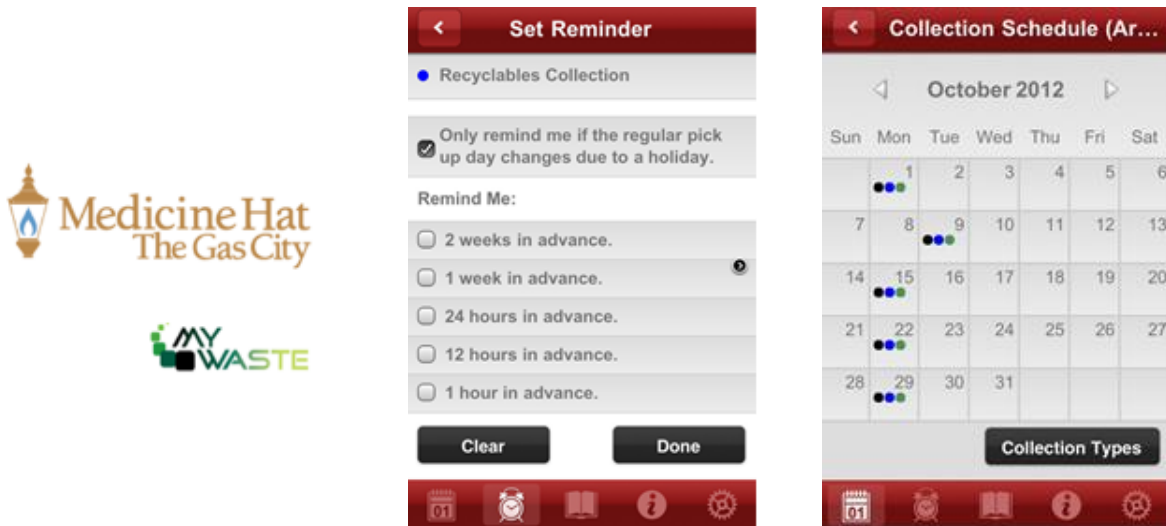 Medicine Hat
The Gas City
MY
WASTE
Set Reminder
Recyclables Collection
Only remind me if the regular pick
up day changes due to a holiday.
Remind Me:
2 weeks in advance.
1 week in advance.
24 hours in advance.
12 hours in advance.
1 hour in advance.
Clear Done
01
Collection Schedule (Ar...
October 2012
Sun Mon Tue Wed Thu Fri Sat
1 2 3 4 5 6
7 8 9 10 11 12 13
14 15 16 17 18 19 20
21 22 23 24 25 26 27
28 29 30 31
Collection Types
01